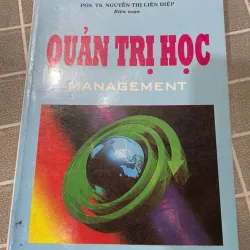 PGS. TS. NGUYỄN THỊ LIÊN DIỆP
Biên soạn
QUẢN TRỊ HỌC
MANAGEMENT